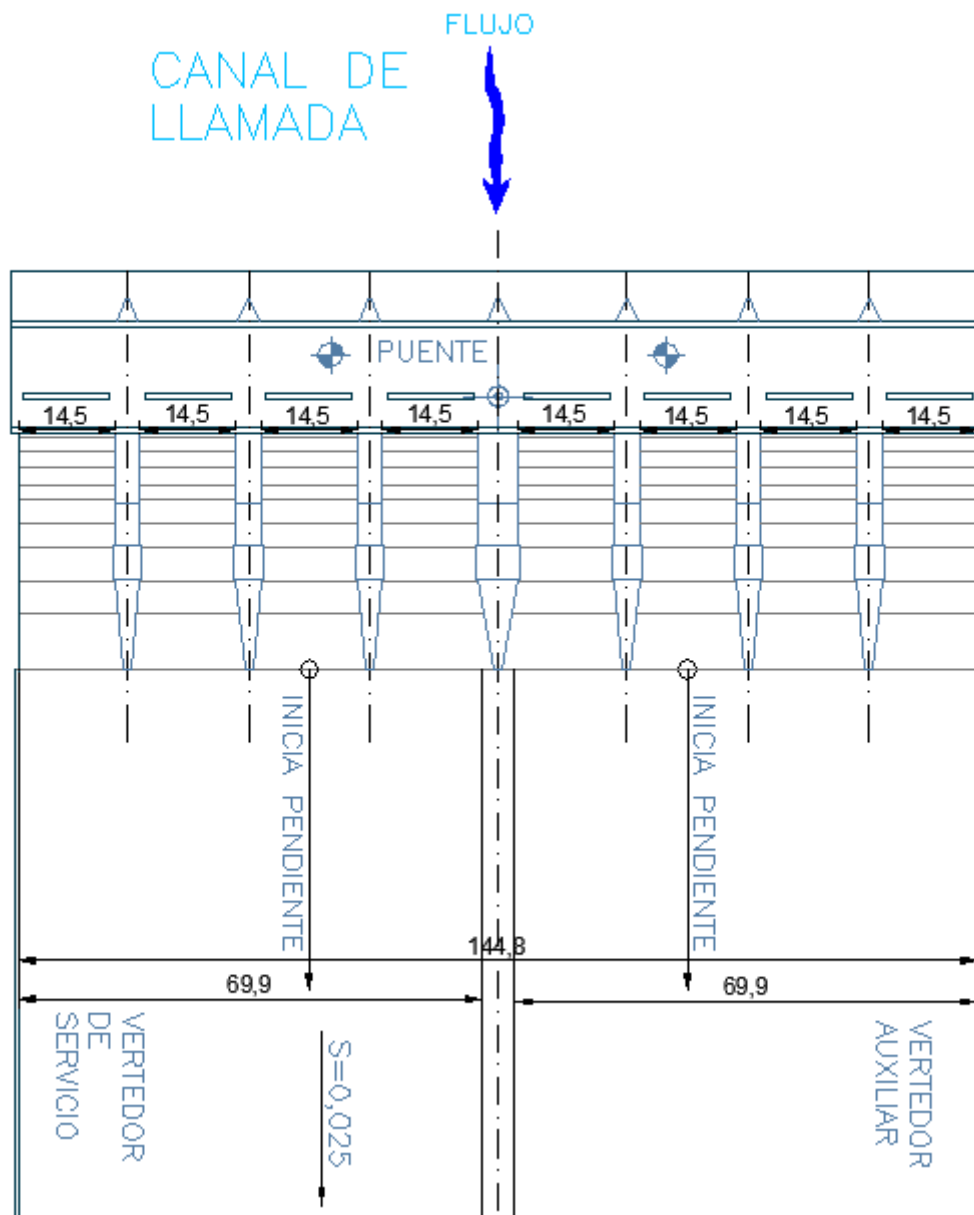 FLUJO
CANAL DE
LLAMADA
PUENTE
14,5 14,5 14,5 14,5 14,5 14,5 14,5 14,5
INICIA PENDIENTE
INICIA PENDIENTE
144,8
69,9
69,9
VERTEDOR
DE
SERVICIO
S=0,025
VERTEDOR
AUXILIAR